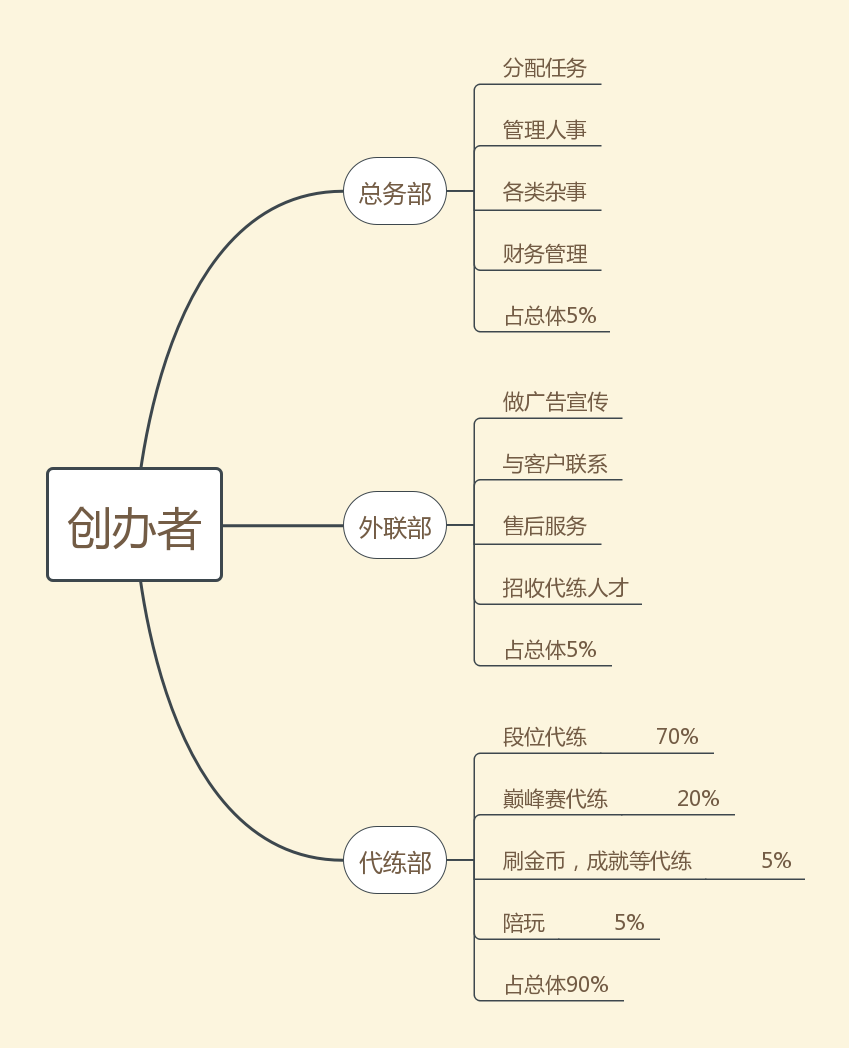 创办者
总务部
分配任务
管理人事
各类杂事
财务管理
占总体5%
外联部
做广告宣传
与客户联系
售后服务
招收代练人才
占总体5%
代练部
段位代练 70%
巅峰赛代练 20%
刷金币，成就等代练 5%
陪玩 5%
占总体90%